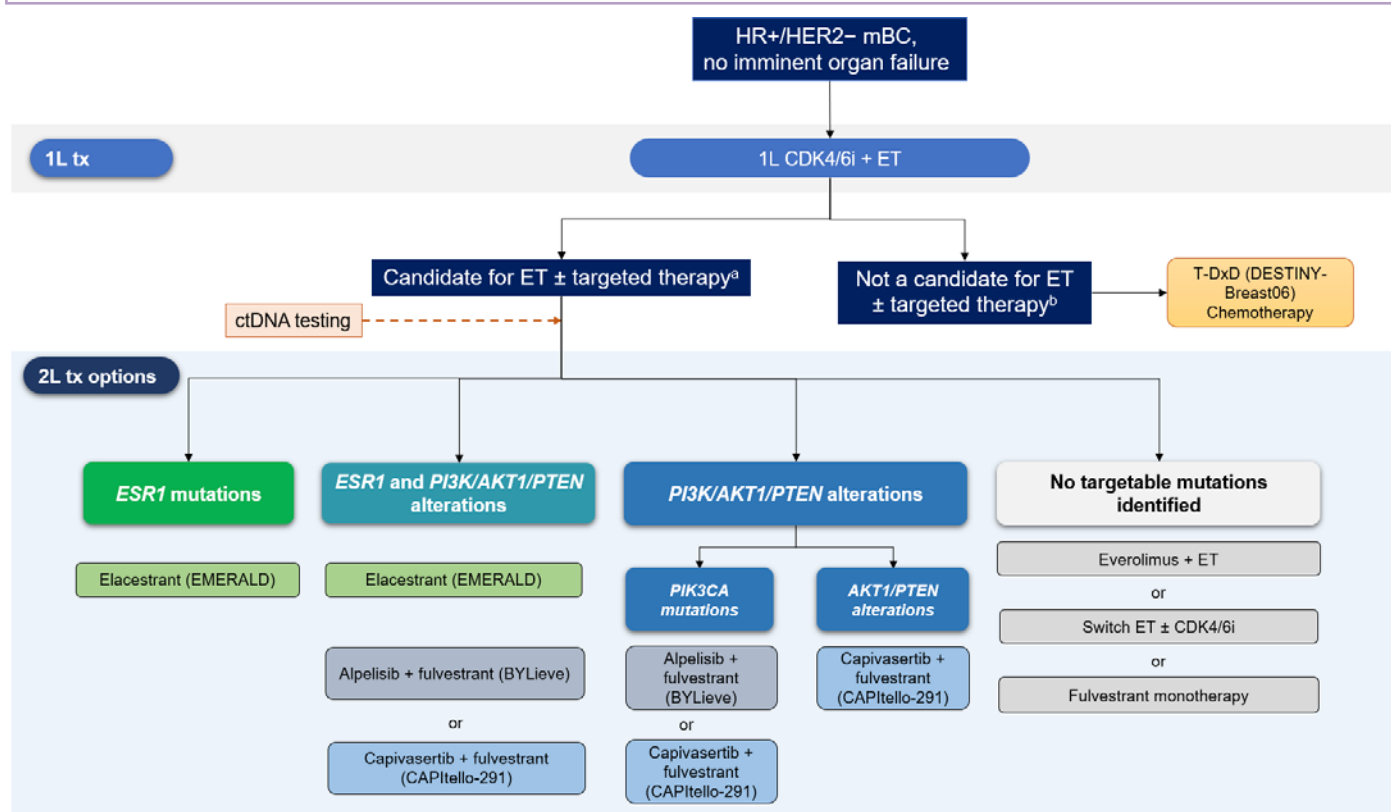 HR+/HER2− mBC,
no imminent organ failure
1L tx
1L CDK4/6i + ET
Candidate for ET ± targeted therapyᵃ
Not a candidate for ET
± targeted therapyᵇ
T-DxD (DESTINY-
Breast06)
Chemotherapy
ctDNA testing
2L tx options
ESR1 mutations
ESR1 and PI3K/AKT1/PTEN
alterations
PI3K/AKT1/PTEN alterations
No targetable mutations
identified
Elacestrant (EMERALD)
Elacestrant (EMERALD)
Alpelisib + fulvestrant (BYLieve)
or
Capivasertib + fulvestrant
(CAPItello-291)
PIK3CA
mutations
Alpelisib +
fulvestrant
(BYLieve)
or
Capivasertib +
fulvestrant
(CAPItello-291)
AKT1/PTEN
alterations
Capivasertib +
fulvestrant
(CAPItello-291)
Everolimus + ET
or
Switch ET ± CDK4/6i
or
Fulvestrant monotherapy